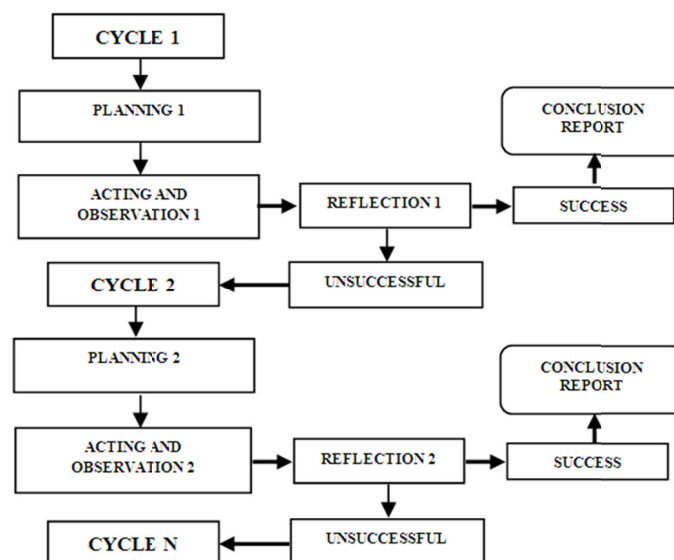 CYCLE 1
PLANNING 1
CONCLUSION
REPORT
ACTING AND
OBSERVATION 1
REFLECTION 1
SUCCESS
UNSUCCESSFUL
CYCLE 2
PLANNING 2
CONCLUSION
REPORT
ACTING AND
OBSERVATION 2
REFLECTION 2
SUCCESS
UNSUCCESSFUL
CYCLE N